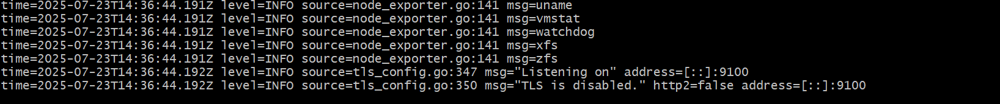 time=2025-07-23T14:36:44.191Z level=INFO source=node_exporter.go:141 msg=uname
time=2025-07-23T14:36:44.191Z level=INFO source=node_exporter.go:141 msg=vmstat
time=2025-07-23T14:36:44.191Z level=INFO source=node_exporter.go:141 msg=watchdog
time=2025-07-23T14:36:44.191Z level=INFO source=node_exporter.go:141 msg=xfs
time=2025-07-23T14:36:44.191Z level=INFO source=node_exporter.go:141 msg=zfs
time=2025-07-23T14:36:44.192Z level=INFO source=tls_config.go:347 msg="Listening on" address=[::]:9100
time=2025-07-23T14:36:44.192Z level=INFO source=tls_config.go:350 msg="TLS is disabled." http2=false address=[::]:9100